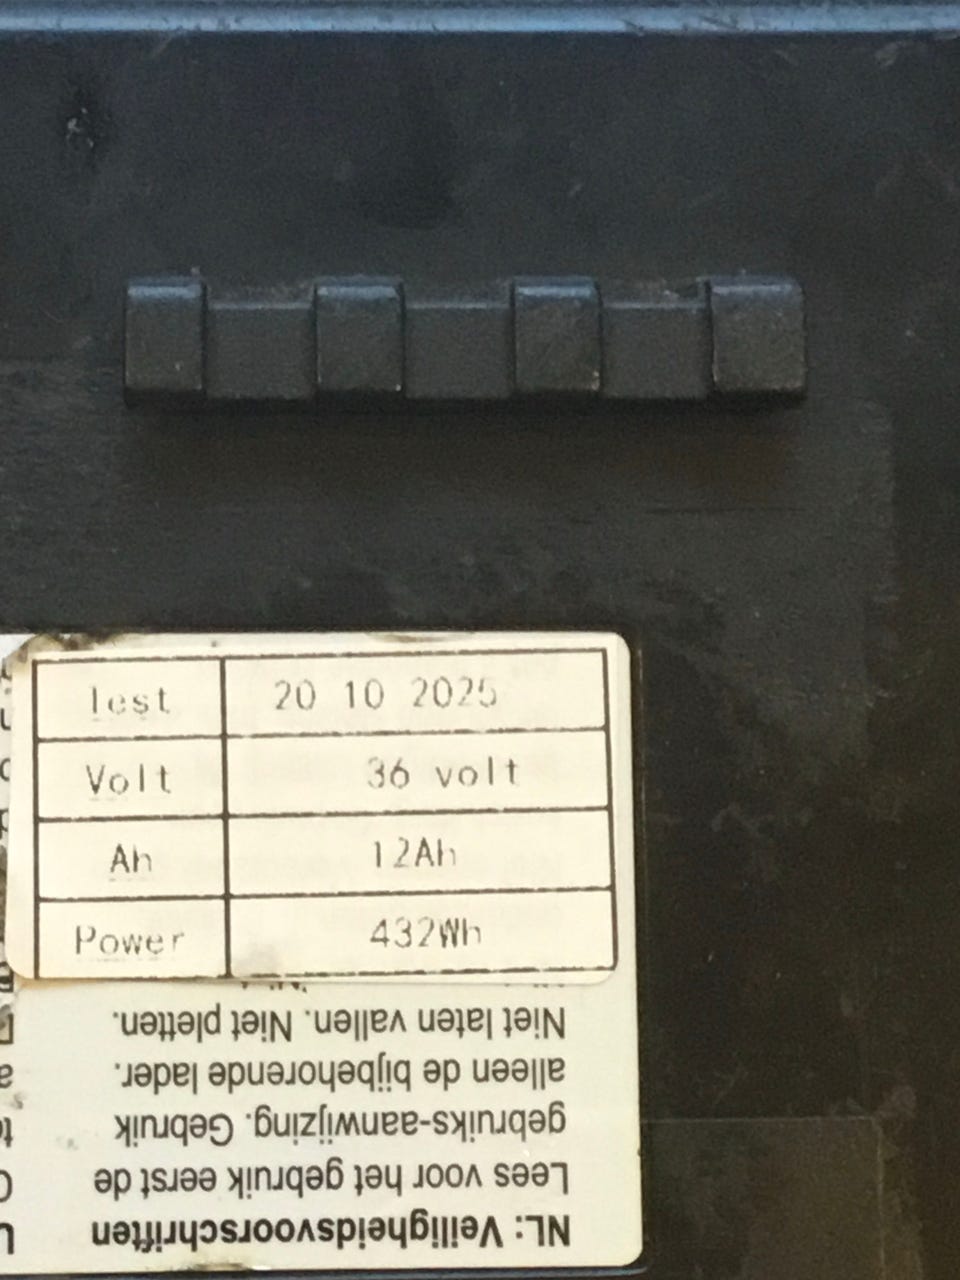 Test 20 10 2025
Volt 36 volt
Ah 12Ah
Power 432Wh
NL: Veiligheidsvoorschriften
Lees voor het gebruik eerst de
gebruiks-aanwijzing. Gebruik
alleen de bijbehorende lader.
Niet laten vallen. Niet pletten.